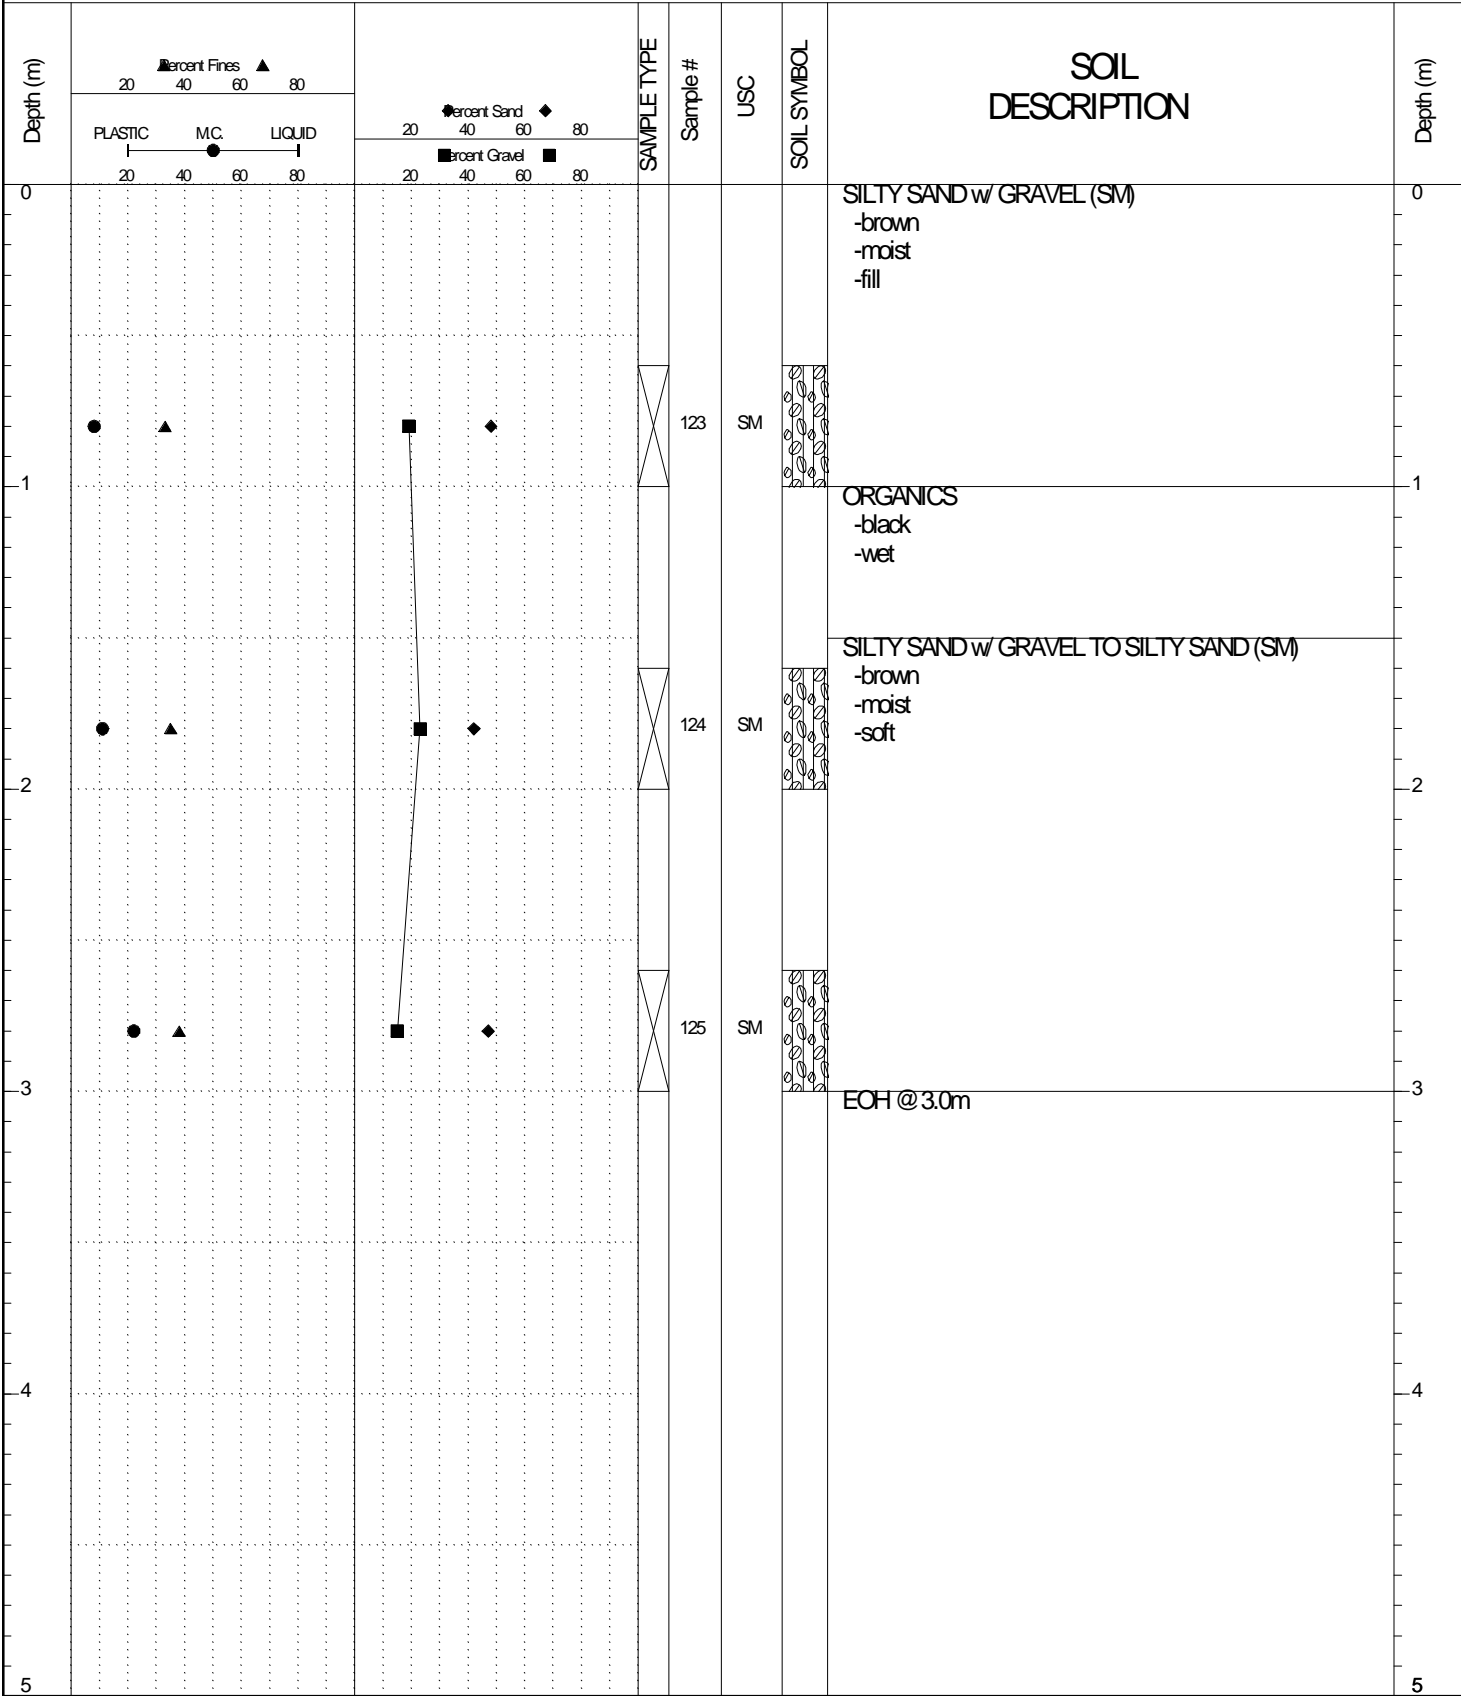 Depth (m)
Percent Fines
20 40 60 80
PLASTIC M.C. LIQUID
20 40 60 80
Percent Sand
20 40 60 80
Percent Gravel
20 40 60 80
SAMPLE TYPE
Sample #
USC
SOIL SYMBOL
SOIL
DESCRIPTION
Depth (m)
0 SILTY SAND w/ GRAVEL (SM) 0
-brown
-moist
-fill
123 SM
1 ORGANICS 1
-black
-wet
SILTY SAND w/ GRAVEL TO SILTY SAND (SM)
-brown
-moist
124 SM -soft
2 2
125 SM
3 EOH @ 3.0m 3
4 4
5 5